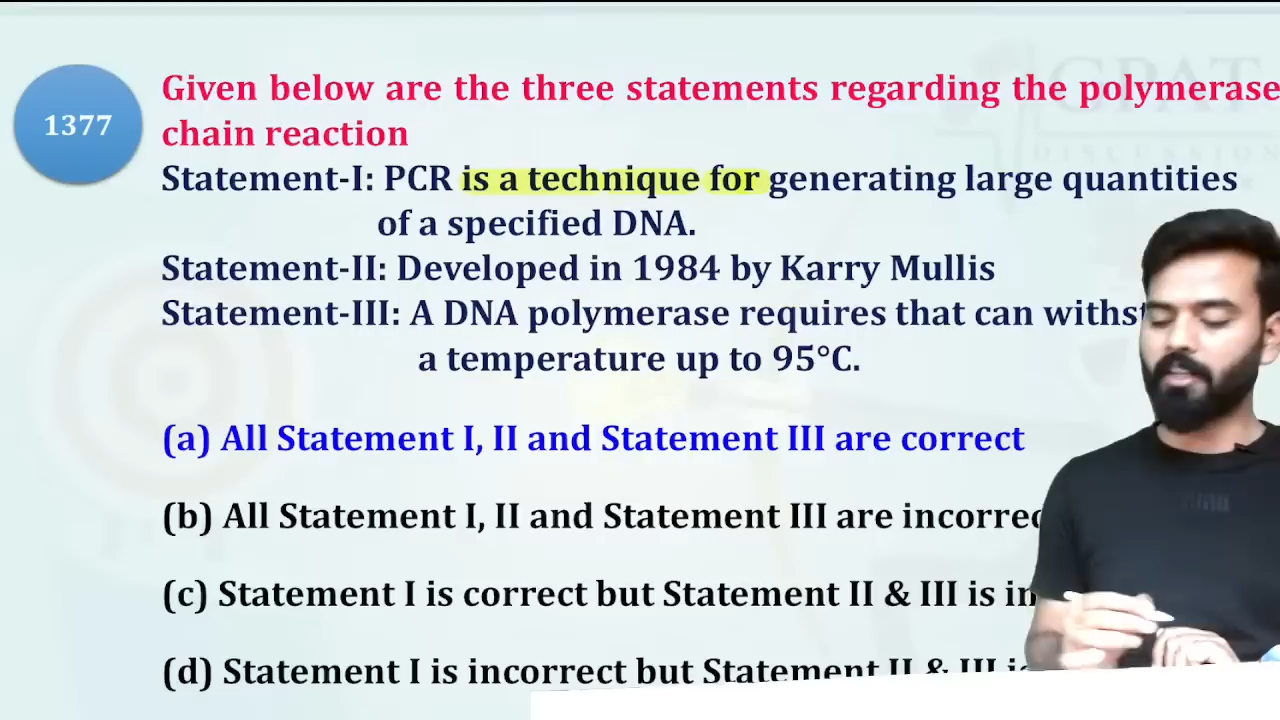 1377
Given below are the three statements regarding the polymerase
chain reaction
Statement-I: PCR is a technique for generating large quantities
of a specified DNA.
Statement-II: Developed in 1984 by Karry Mullis
Statement-III: A DNA polymerase requires that can
a temperature up to 95°C.
(a) All Statement I, II and Statement III are correct
(b) All Statement I, II and Statement III are
(c) Statement I is correct but Statement II & III is
(d) Statement I is incorrect but Statement II & III
GPAT
DISCUSSION